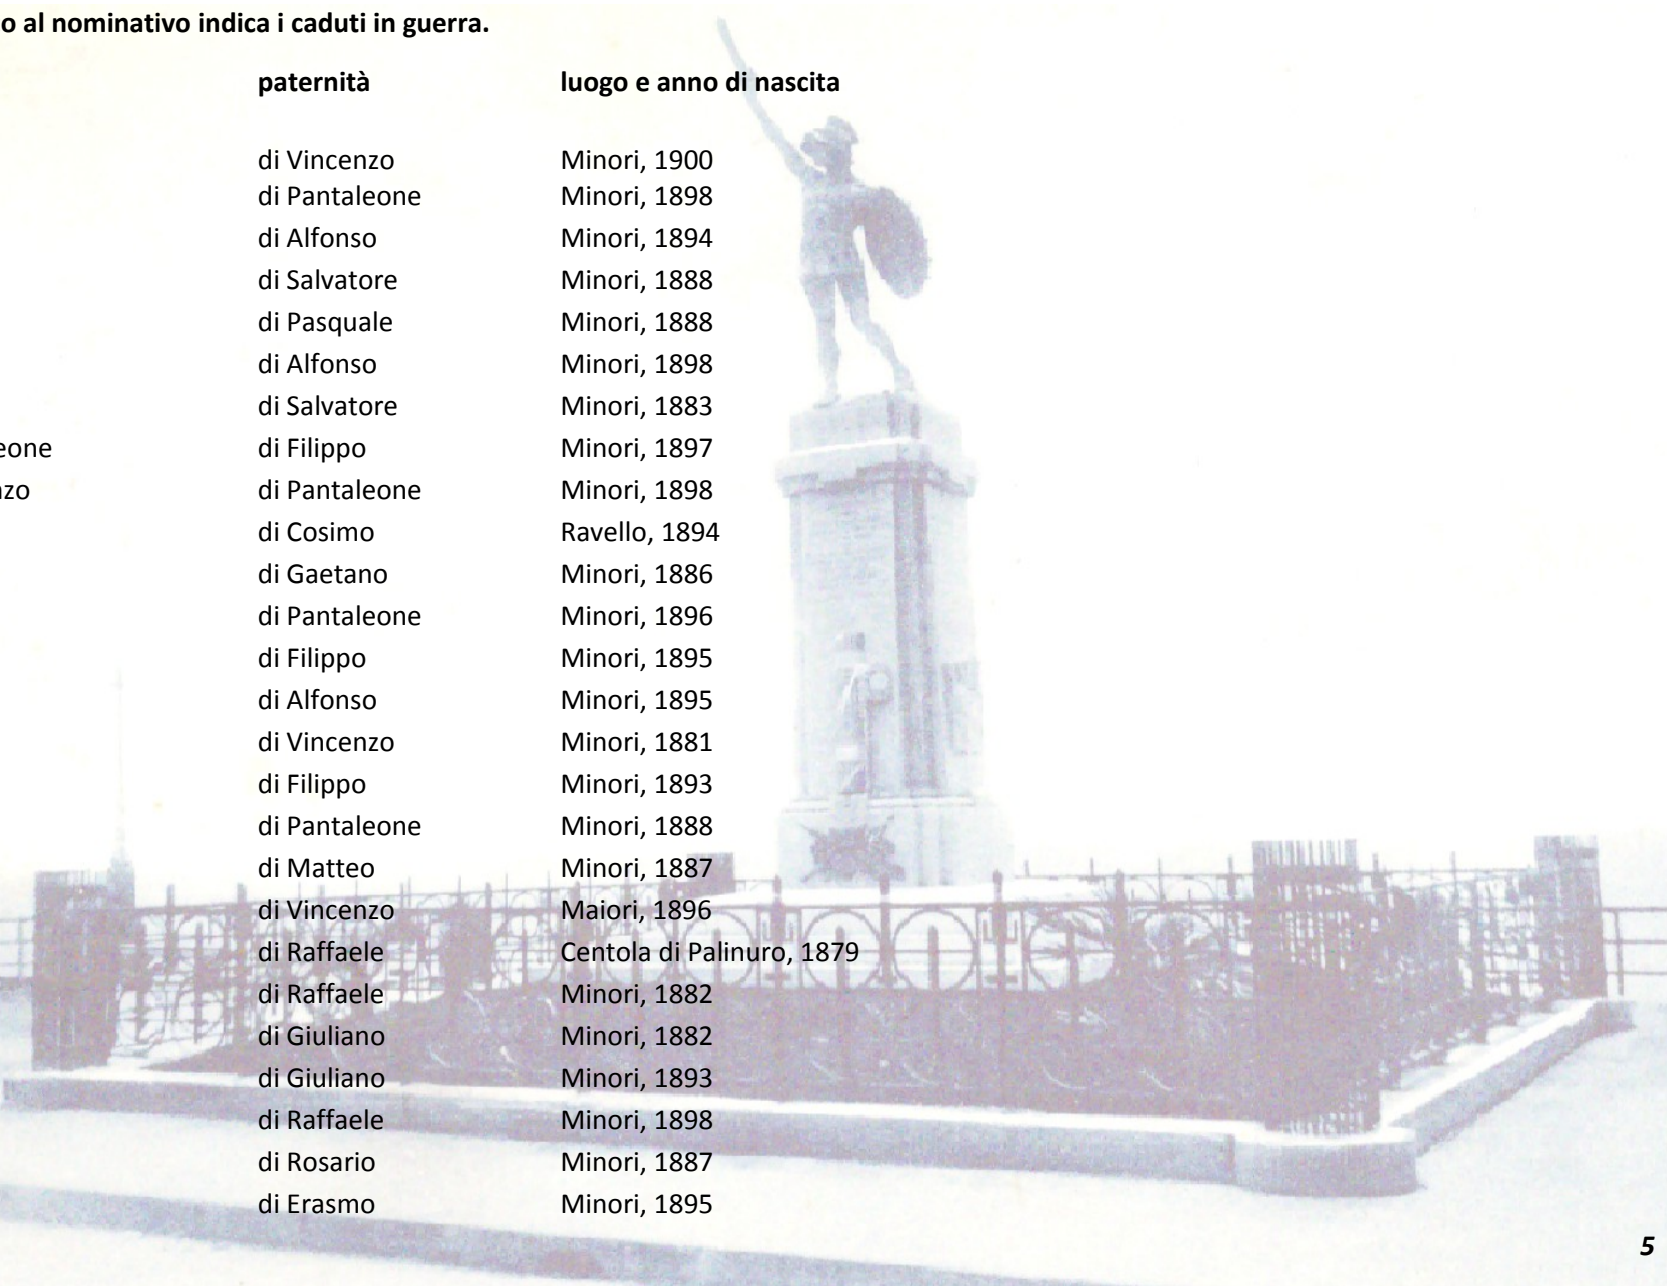 o al nominativo indica i caduti in guerra.
paternità luogo e anno di nascita
di Vincenzo Minori, 1900
di Pantaleone Minori, 1898
di Alfonso Minori, 1894
di Salvatore Minori, 1888
di Pasquale Minori, 1888
di Alfonso Minori, 1898
di Salvatore Minori, 1883
eone di Filippo Minori, 1897
nzo di Pantaleone Minori, 1898
di Cosimo Ravello, 1894
di Gaetano Minori, 1886
di Pantaleone Minori, 1896
di Filippo Minori, 1895
di Alfonso Minori, 1895
di Vincenzo Minori, 1881
di Filippo Minori, 1893
di Pantaleone Minori, 1888
di Matteo Minori, 1887
di Vincenzo Maiori, 1896
di Raffaele Centola di Palinuro, 1879
di Raffaele Minori, 1882
di Giuliano Minori, 1882
di Giuliano Minori, 1893
di Raffaele Minori, 1898
di Rosario Minori, 1887
di Erasmo Minori, 1895
5